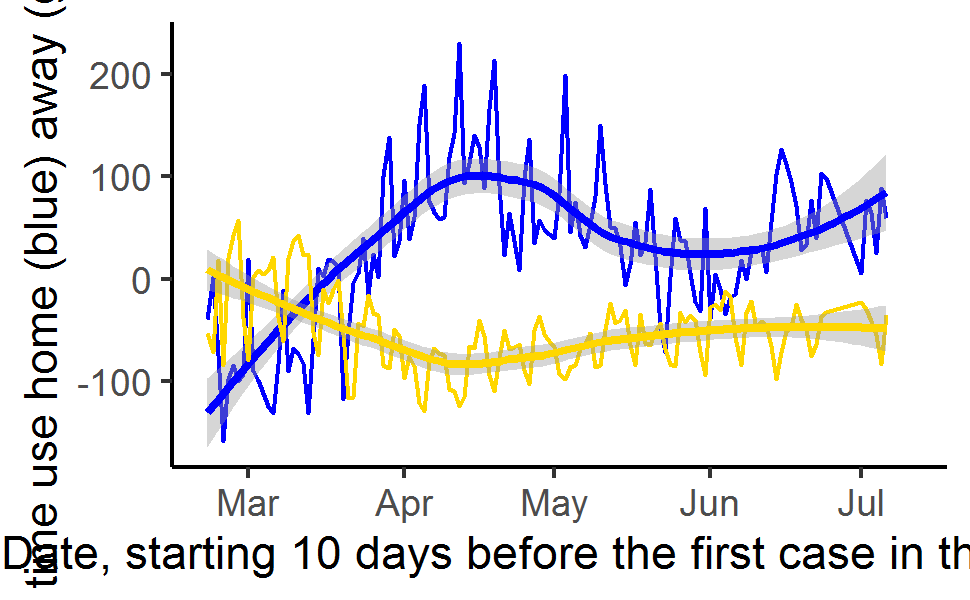 time use home (blue) away (
200
100
0
-100
Mar Apr May Jun Jul
Date, starting 10 days before the first case in th